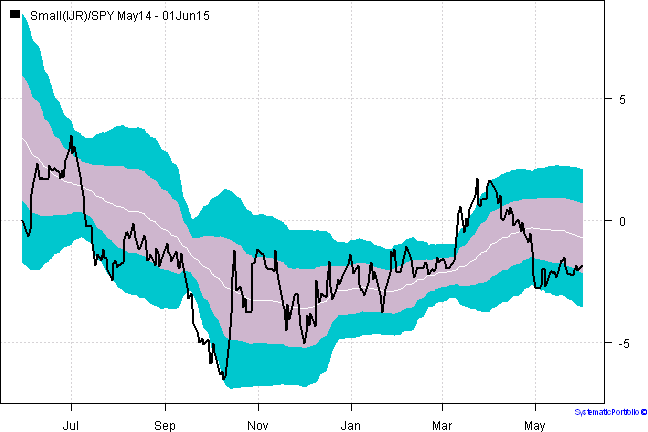 Small(IJR)/SPY May14 - 01Jun15
5
0
-5
Jul Sep Nov Jan Mar May
SystematicPortfolio ©